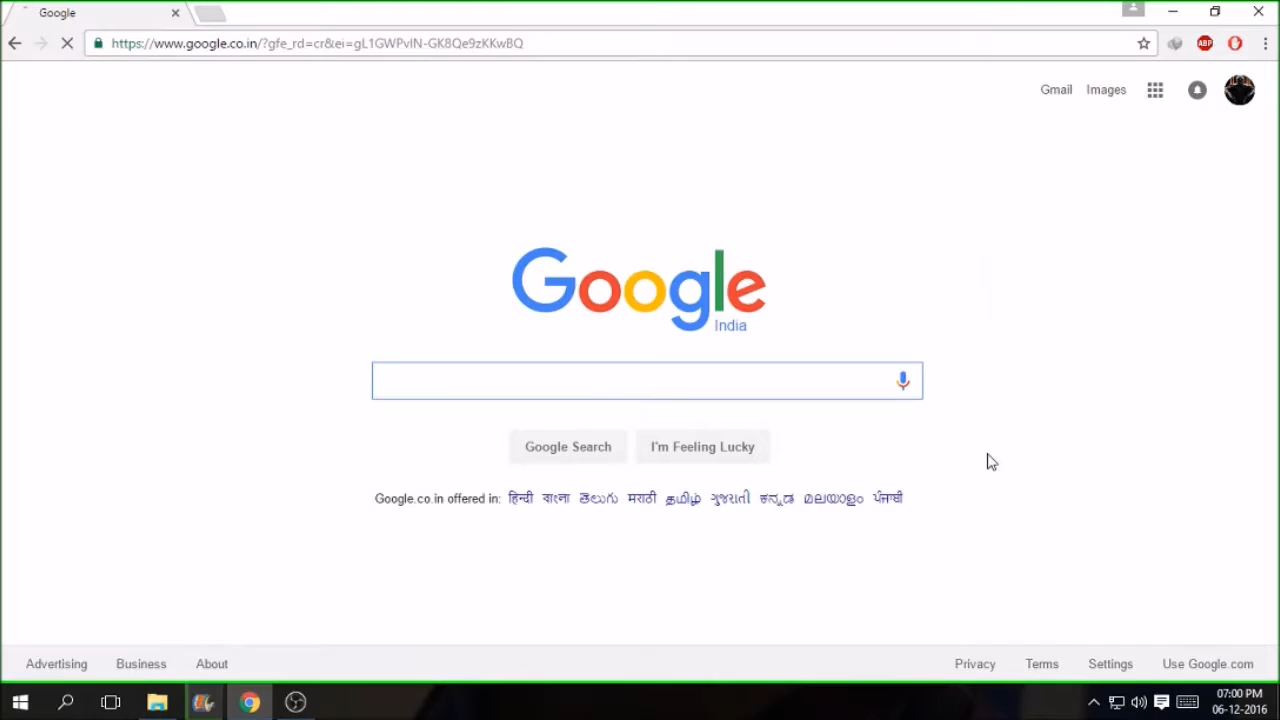 Google
https://www.google.co.in/?gfe_rd=cr&ei=gL1GWPvlN-GK8Qe9zKKwBQ
ABP
Gmail Images
Google
India
Google Search I'm Feeling Lucky
Google.co.in offered in: हिन्दी বাংলা తెలుగు मराठी தமிழ் ગુજરાતી ಕನ್ನಡ മലയാളം ਪੰਜਾਬੀ
Advertising Business About Privacy Terms Settings Use Google.com
07:00 PM
06-12-2016